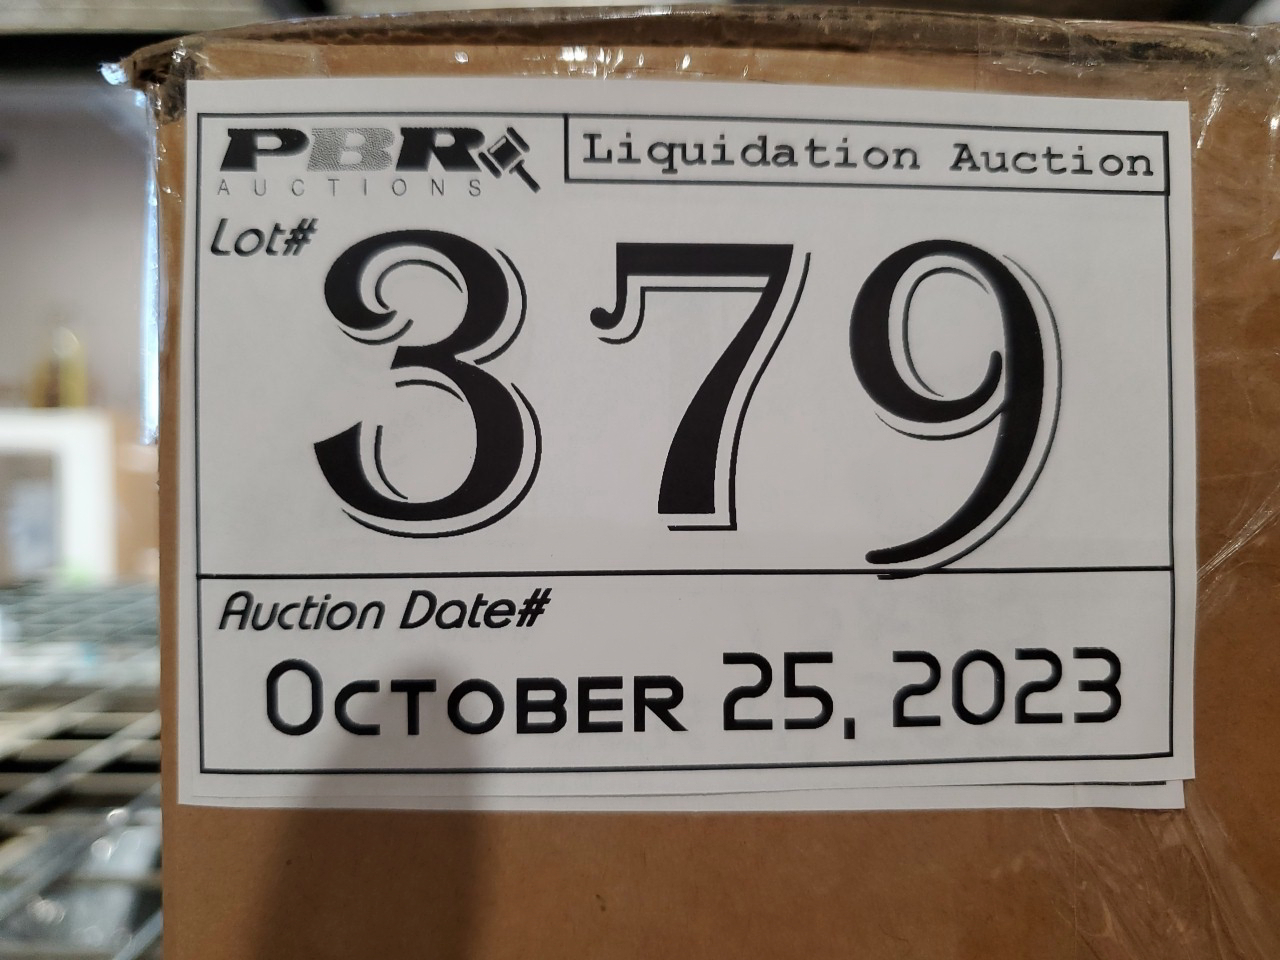 PBR
AUCTIONS
Liquidation Auction
Lot#
379
Auction Date#
October 25, 2023